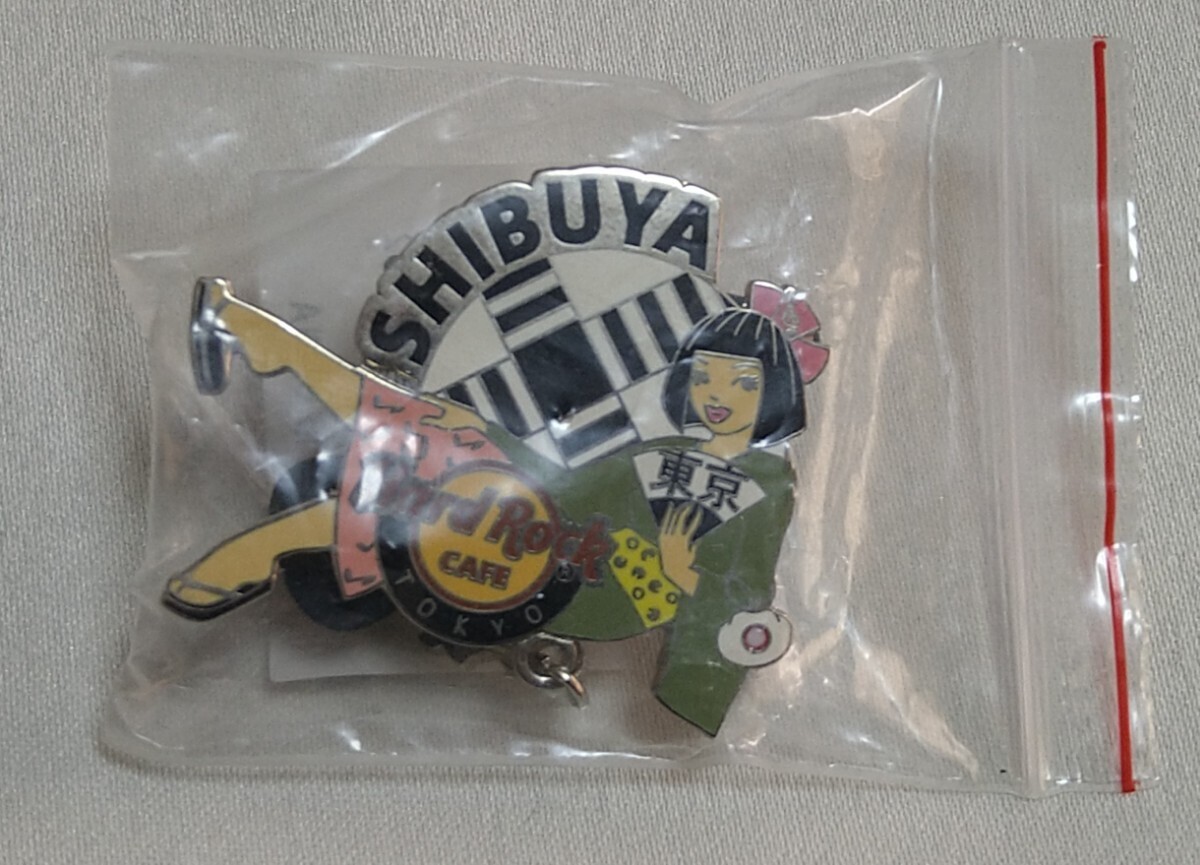 SHIBUYA
東京
Hard Rock
CAFE ®
TOKYO